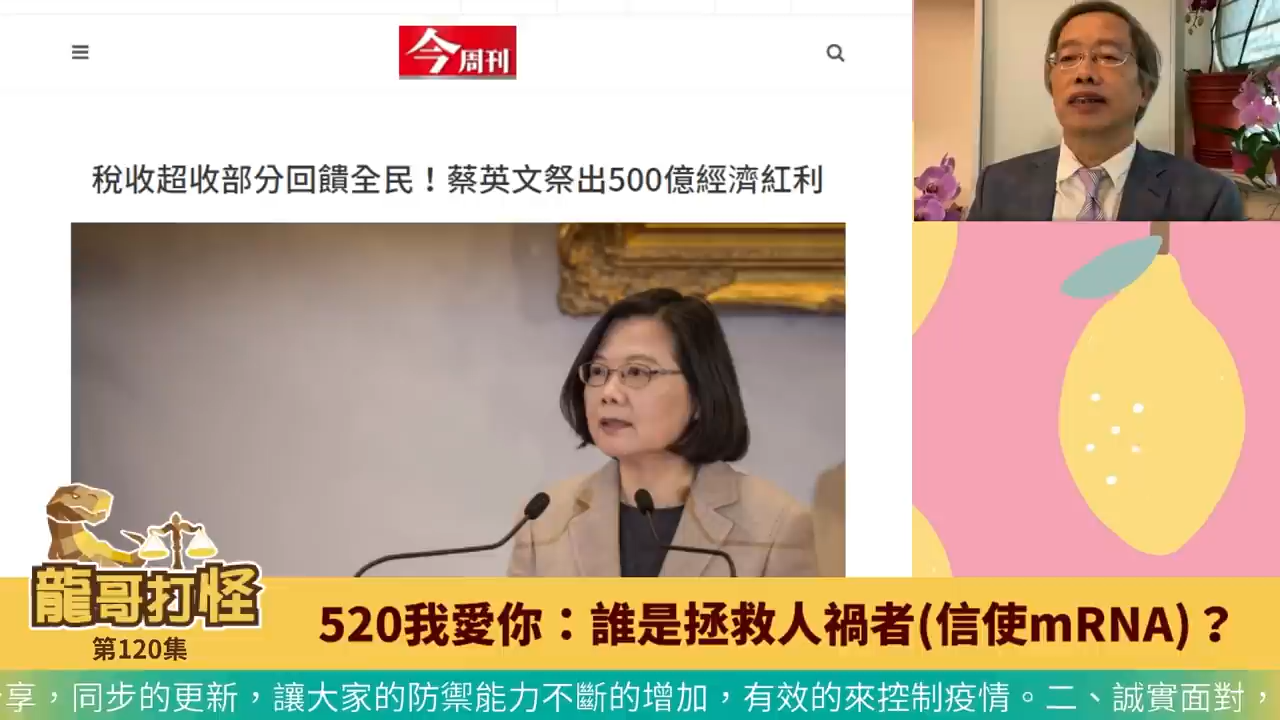 今周刊
稅收超收部分回饋全民！蔡英文祭出500億經濟紅利
龍哥打怪
第120集
520我愛你：誰是拯救人禍者(信使mRNA)？
享，同步的更新，讓大家的防禦能力不斷的增加，有效的來控制疫情。二、誠實面對，